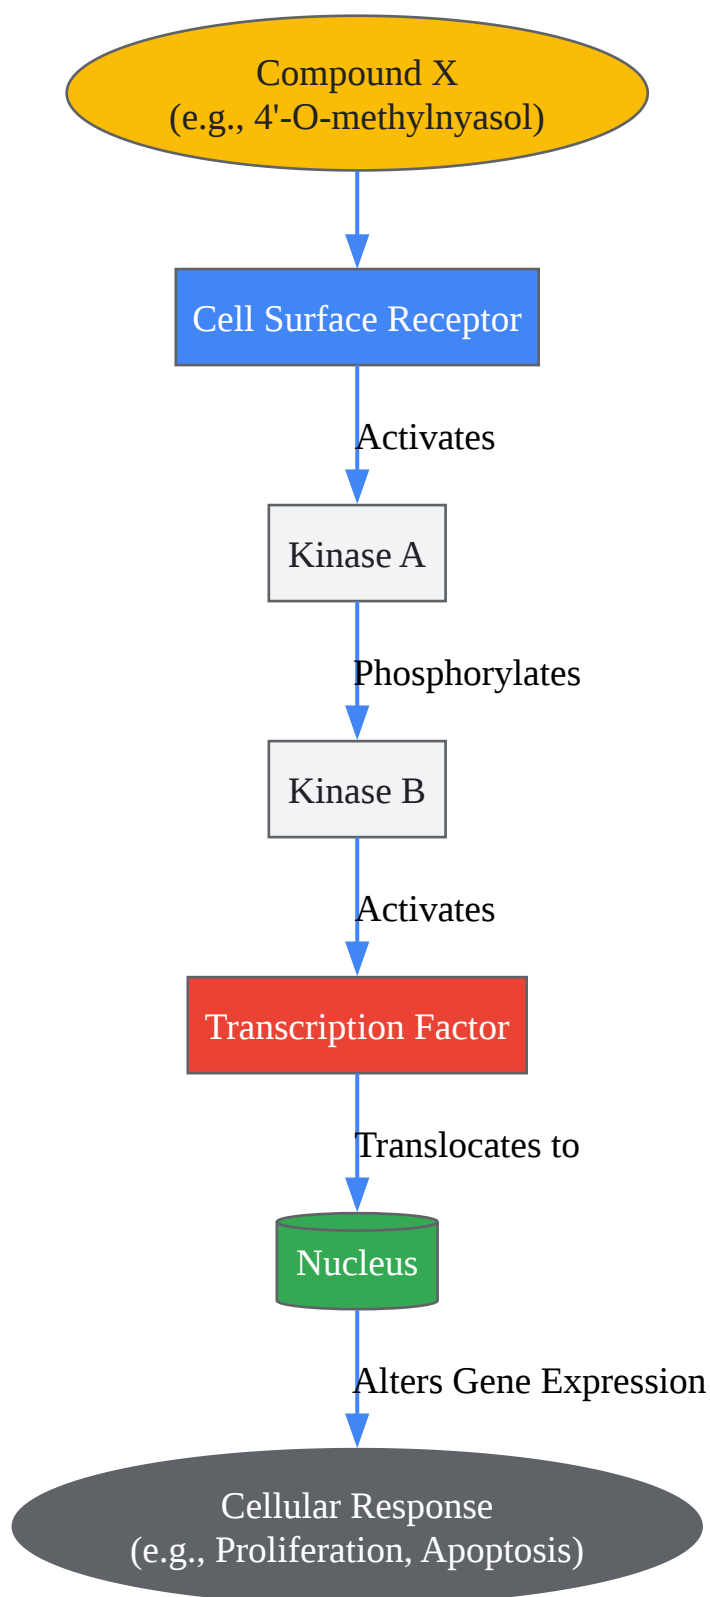 Compound X
(e.g., 4'-O-methylnyasol)
Cell Surface Receptor
Activates
Kinase A
Phosphorylates
Kinase B
Activates
Transcription Factor
Translocates to
Nucleus
Alters Gene Expression
Cellular Response
(e.g., Proliferation, Apoptosis)